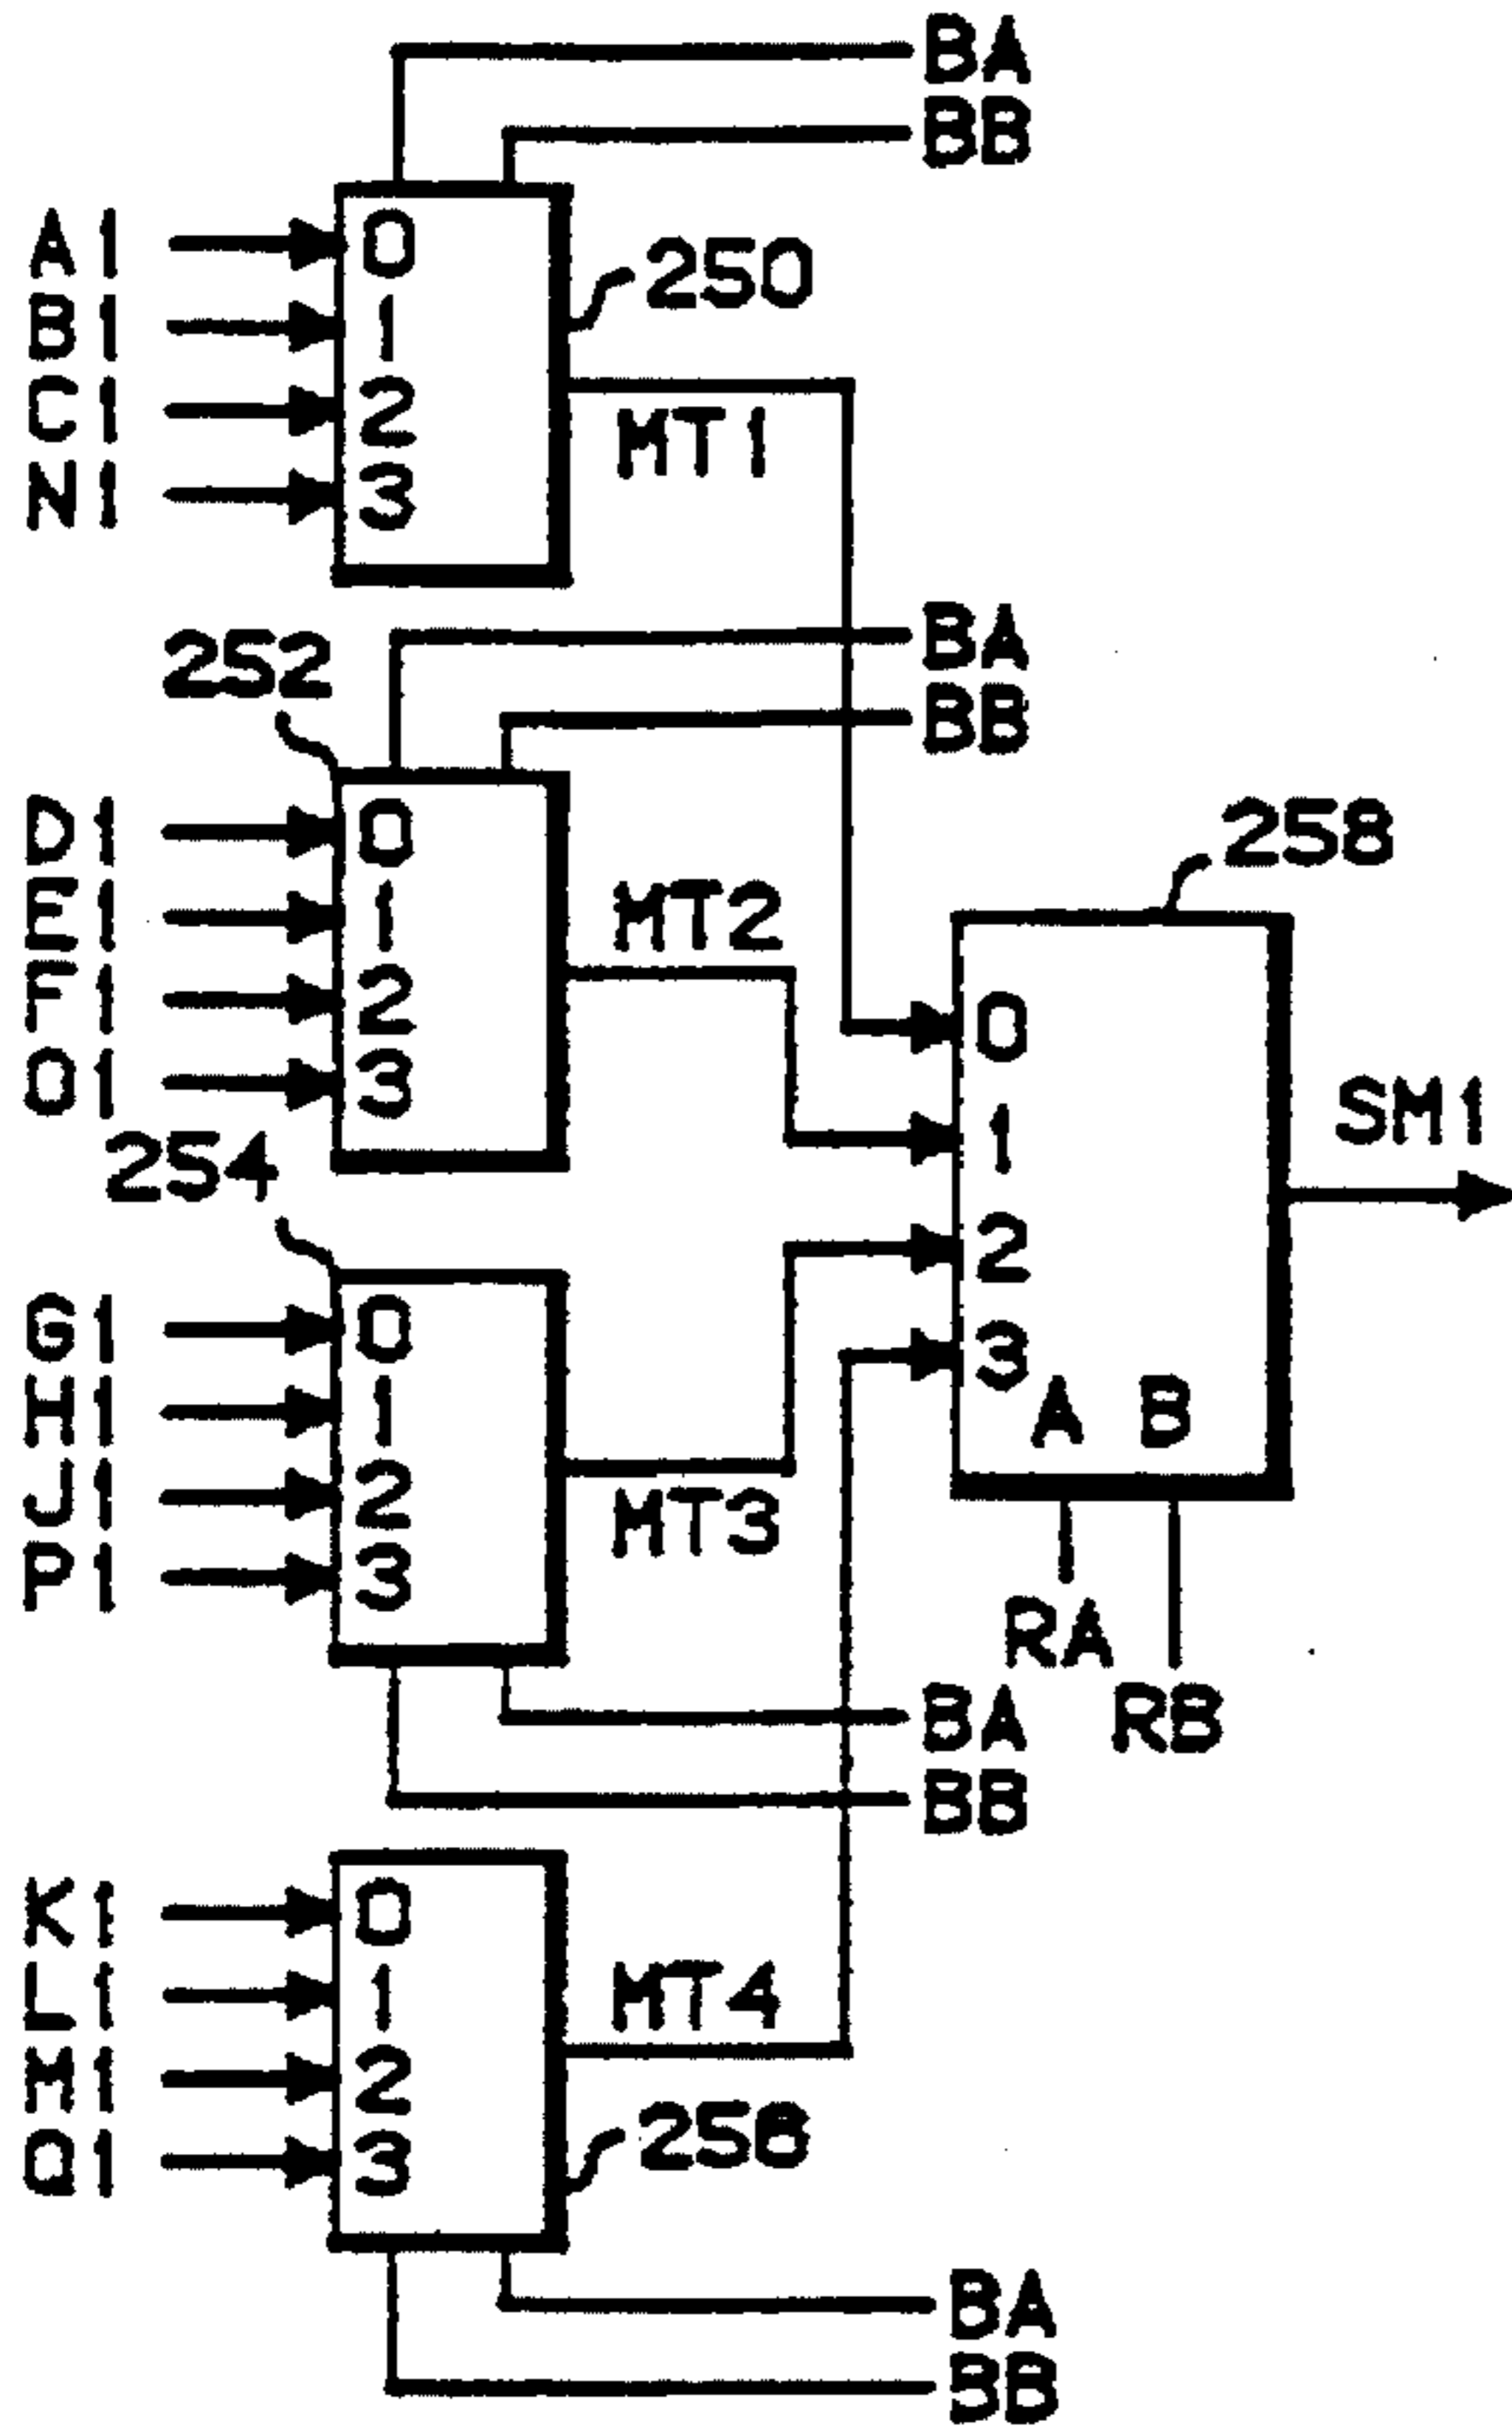 BA
BB
A1 0
B1 1
250
C1 2
MT1
N1 3
252
BA
BB
D1 0
258
E1 1
MT2
F1 2
0
O1 3
1
SM1
254
2
G1 0
3
H1 1
A B
J1 2
MT3
P1 3
RA
RB
BA
BB
K1 0
L1 1
MT4
M1 2
256
Q1 3
BA
BB